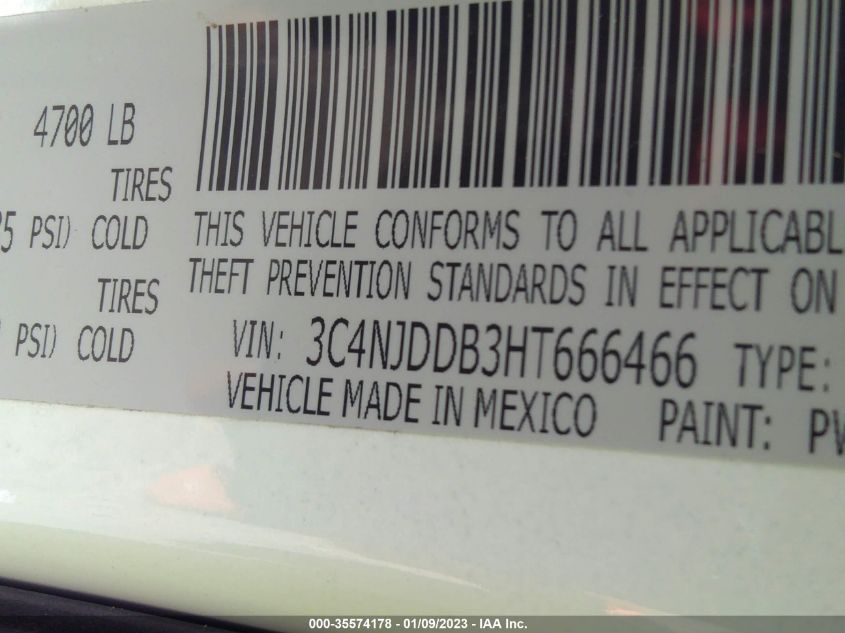 4700 LB
TIRES
PSI) COLD
TIRES
PSI) COLD
THIS VEHICLE CONFORMS TO ALL APPLICABL
THEFT PREVENTION STANDARDS IN EFFECT ON
VIN: 3C4NJDDB3HT666466 TYPE:
VEHICLE MADE IN MEXICO PAINT: PW
000-35574178 - 01/09/2023 - IAA Inc.